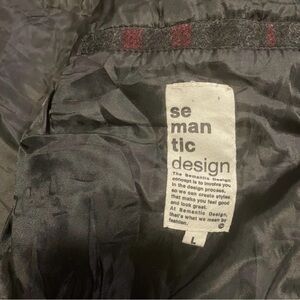 se
man
tic
design
The Semantic Design
concept is to involve you
in the design process,
so we can create styles
that make you feel good
and look great.
At Semantic Design,
that's what we mean by
fashion.
©
L